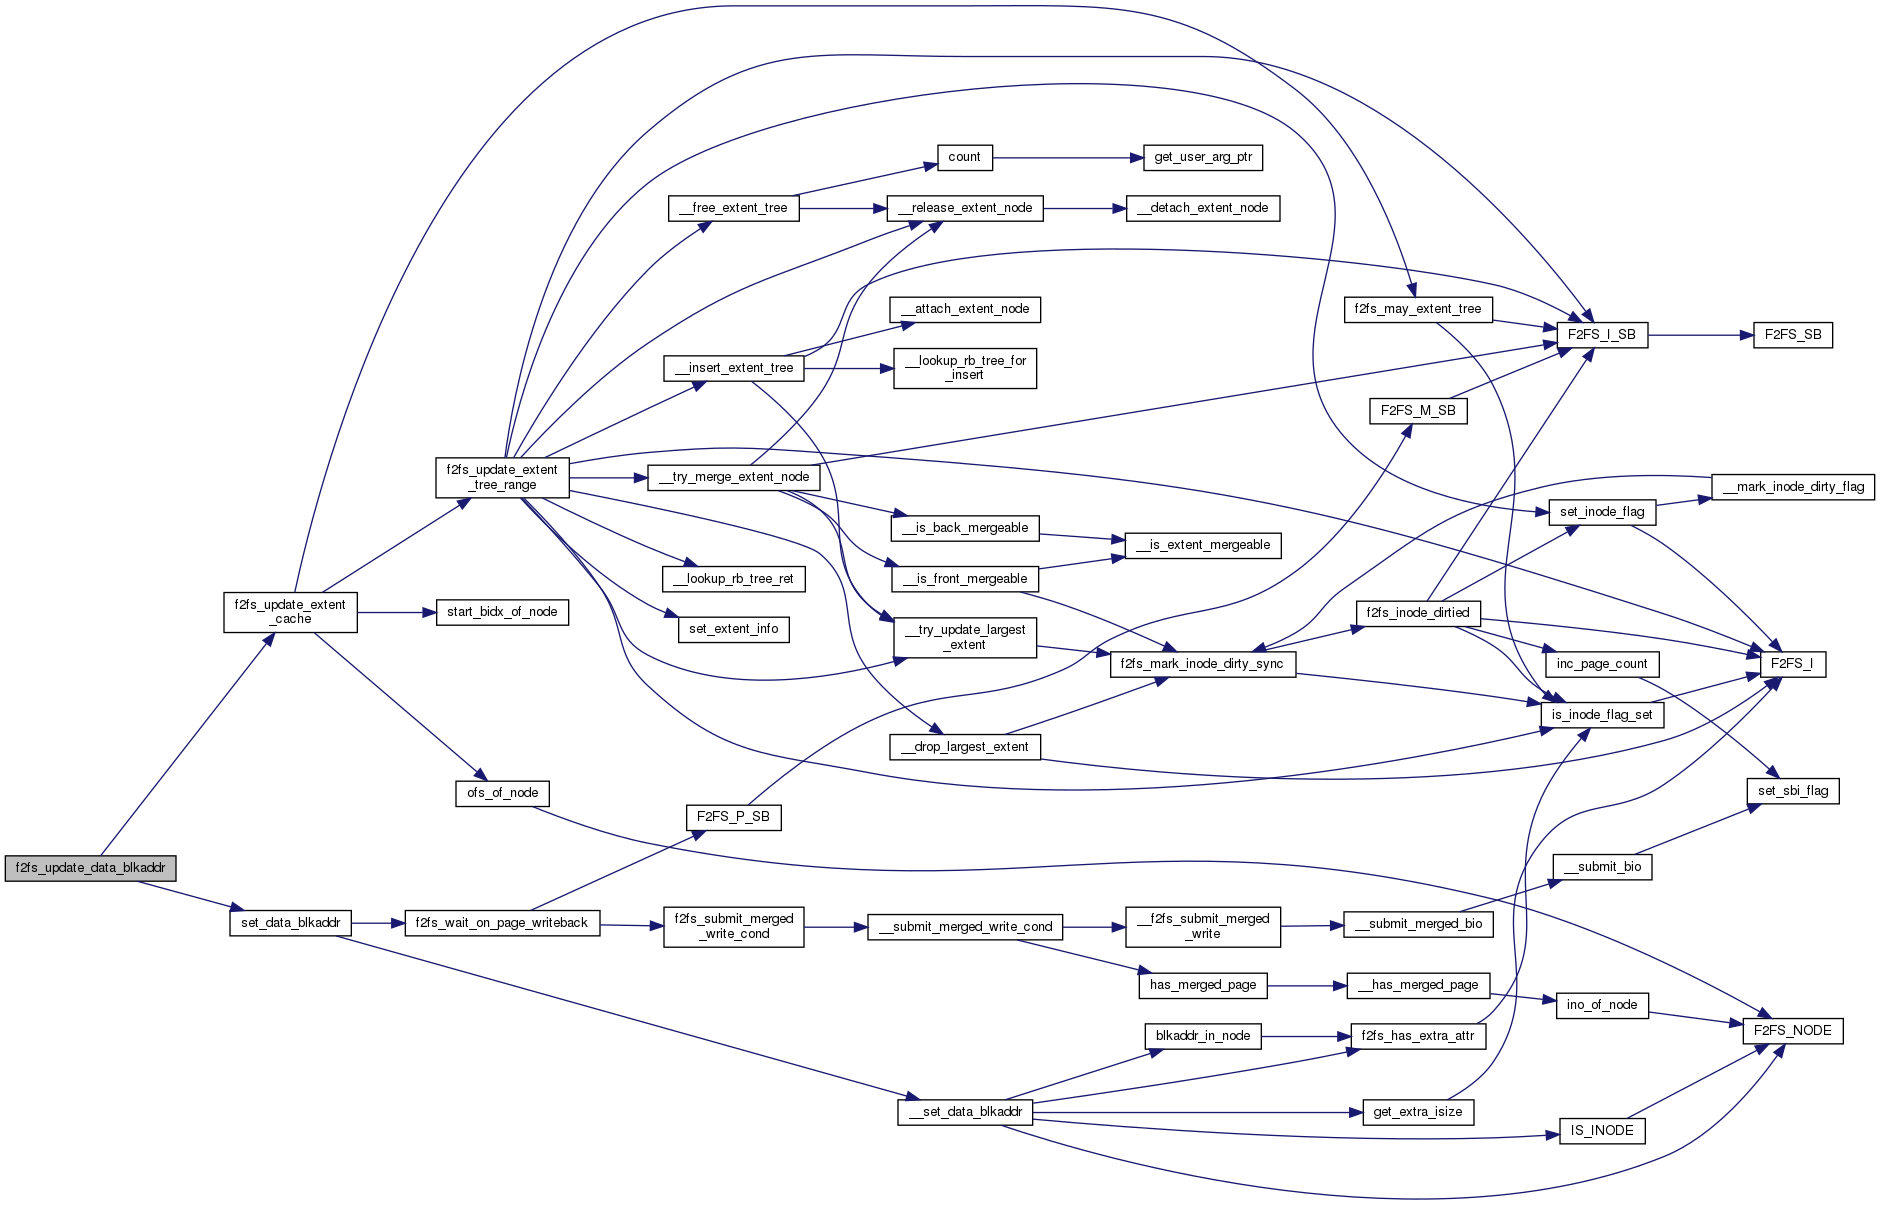 count
get_user_arg_ptr
__free_extent_tree
__release_extent_node
__detach_extent_node
__attach_extent_node
f2fs_may_extent_tree
F2FS_I_SB
F2FS_SB
__insert_extent_tree
__lookup_rb_tree_for
_insert
F2FS_M_SB
f2fs_update_extent
_tree_range
__try_merge_extent_node
__mark_inode_dirty_flag
set_inode_flag
__is_back_mergeable
__is_extent_mergeable
__lookup_rb_tree_ret
__is_front_mergeable
f2fs_update_extent
_cache
start_bidx_of_node
f2fs_inode_dirtied
set_extent_info
__try_update_largest
_extent
f2fs_mark_inode_dirty_sync
inc_page_count
F2FS_I
is_inode_flag_set
__drop_largest_extent
ofs_of_node
set_sbi_flag
F2FS_P_SB
f2fs_update_data_blkaddr
__submit_bio
set_data_blkaddr
f2fs_wait_on_page_writeback
f2fs_submit_merged
_write_cond
__submit_merged_write_cond
__f2fs_submit_merged
_write
__submit_merged_bio
has_merged_page
__has_merged_page
ino_of_node
blkaddr_in_node
f2fs_has_extra_attr
F2FS_NODE
__set_data_blkaddr
get_extra_isize
IS_INODE